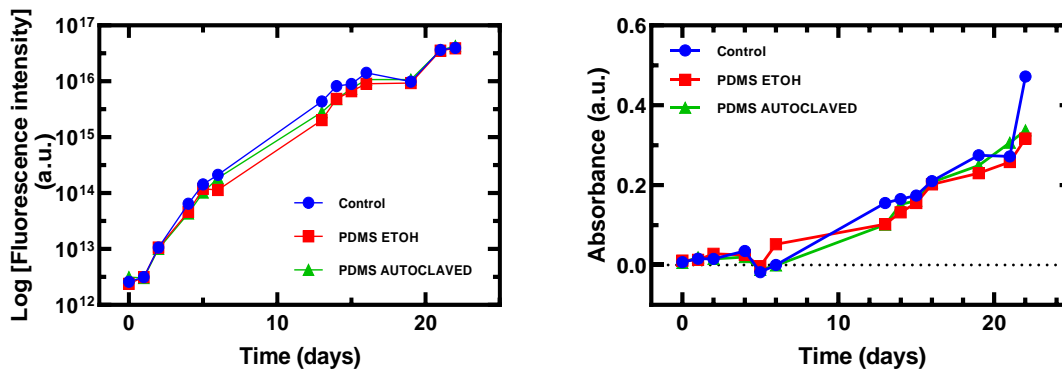 Log [Fluorescence intensity]
(a.u.)
10^17
10^16
10^15
10^14
10^13
10^12
0
10
20
Time (days)
Control
PDMS ETOH
PDMS AUTOCLAVED
Absorbance (a.u.)
0.6
0.4
0.2
0.0
0
10
20
Time (days)
Control
PDMS ETOH
PDMS AUTOCLAVED